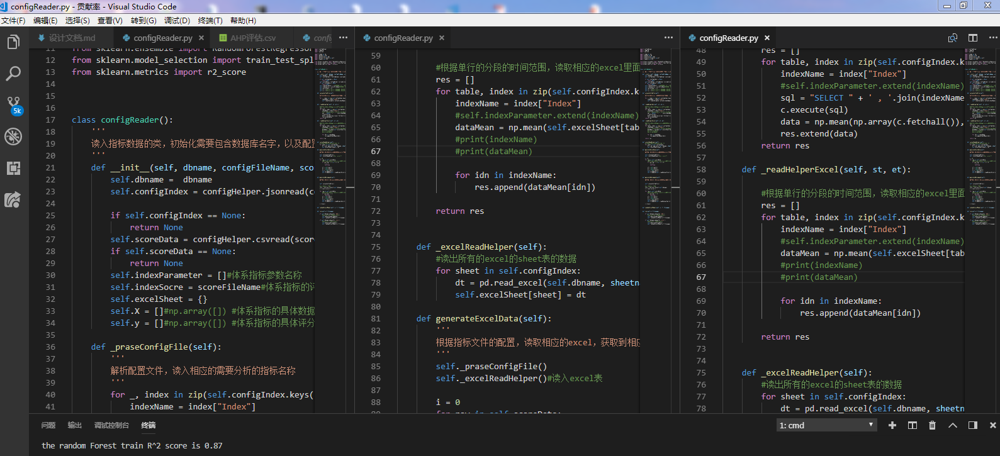 configReader.py - 贡献率 - Visual Studio Code
文件(F) 编辑(E) 选择(S) 查看(V) 转到(G) 调试(D) 终端(T) 帮助(H)
设计文档.md configReader.py × AHP评估.csv confi ···
5k
12 from sklearn.model_selection import train_test_spl
13 from sklearn.metrics import r2_score
14
15
16
17 class configReader():
18 '''
19 读入指标数据的类，初始化需要包含数据库名字，以及配置
20 '''
21 def __init__(self, dbname, configFileName, sco
22 self.dbname =  dbname
23 self.configIndex = configHelper.jsonread(c
24
25 if self.configIndex == None:
26 return None
27 self.scoreData = configHelper.csvread(scor
28 if self.scoreData == None:
29 return None
30 self.indexParameter = []#体系指标参数名称
31 self.indexSocre = scoreFileName#体系指标的评
32 self.excelSheet = {}
33 self.X = []#np.array([]) #体系指标的具体数据
34 self.y = []#np.array([]) #体系指标的具体评分
35
36 def _praseConfigFile(self):
37 '''
38 解析配置文件，读入相应的需要分析的指标名称
39 '''
40 for _, index in zip(self.configIndex.keys(
41 indexName = index["Index"]
configReader.py × ···
59
60 #根据单行的分段的时间范围，读取相应的excel里面
61 res = []
62 for table, index in zip(self.configIndex.k
63 indexName = index["Index"]
64 #self.indexParameter.extend(indexName)
65 dataMean = np.mean(self.excelSheet[tab
66 #print(indexName)
67 #print(dataMean)
68
69 for idn in indexName:
70 res.append(dataMean[idn])
71
72 return res
73
74
75 def _excelReadHelper(self):
76 #读出所有的excel的sheet表的数据
77 for sheet in self.configIndex:
78 dt = pd.read_excel(self.dbname, sheetn
79 self.excelSheet[sheet] = dt
80
81 def generateExcelData(self):
82 '''
83 根据指标文件的配置，读取相应的excel，获取到相应
84 '''
85 self._praseConfigFile()
86 self._excelReadHelper()#读入excel表
87
88 i = 0
configReader.py × ···
48 res = []
49 for table, index in zip(self.configIndex.k
50 indexName = index["Index"]
51 #self.indexParameter.extend(indexName)
52 sql = "SELECT " + ' , '.join(indexName
53 c.execute(sql)
54 data = np.mean(np.array(c.fetchall()),
55 res.extend(data)
56 return res
57
58 def _readHelperExcel(self, st, et):
59
60 #根据单行的分段的时间范围，读取相应的excel里面
61 res = []
62 for table, index in zip(self.configIndex.k
63 indexName = index["Index"]
64 #self.indexParameter.extend(indexName)
65 dataMean = np.mean(self.excelSheet[tab
66 #print(indexName)
67 #print(dataMean)
68
69 for idn in indexName:
70 res.append(dataMean[idn])
71
72 return res
73
74
75 def _excelReadHelper(self):
76 #读出所有的excel的sheet表的数据
77 for sheet in self.configIndex:
78 dt = pd.read_excel(self.dbname, sheetn
问题 输出 调试控制台 终端 1: cmd
the random Forest train R^2 score is 0.87